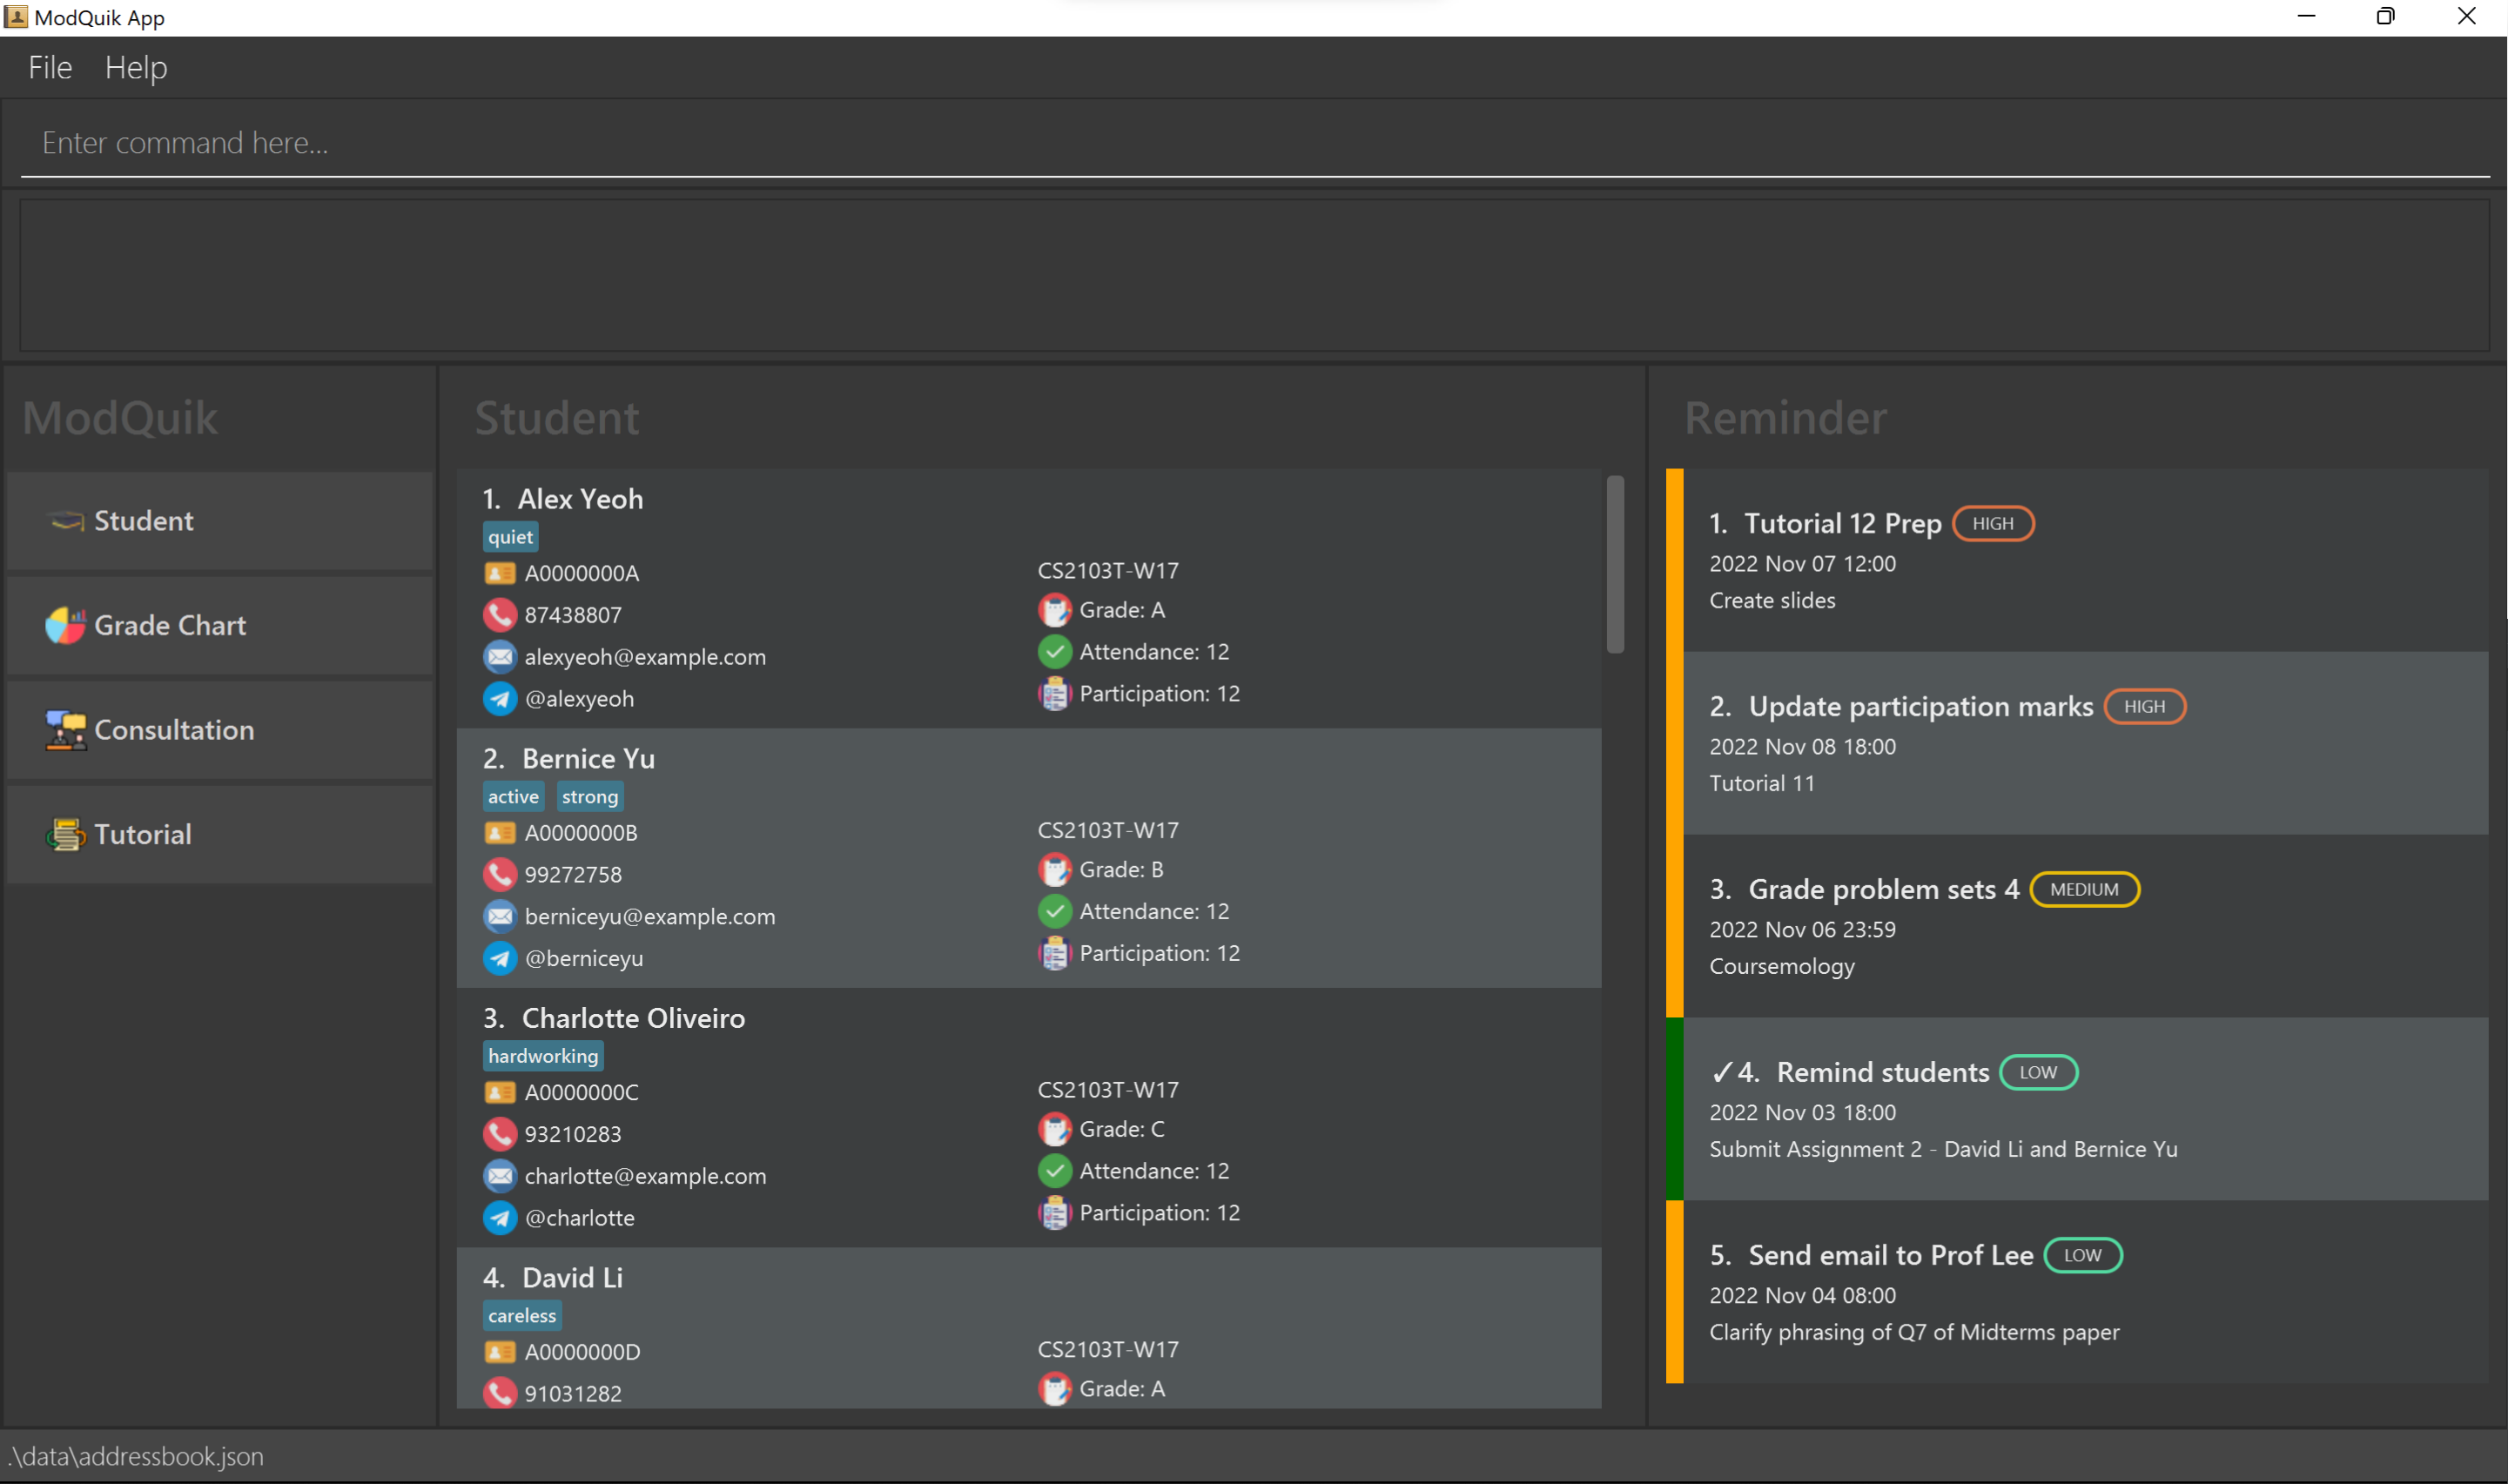 ModQuik App
File Help
Enter command here...
ModQuik
Student
Grade Chart
Consultation
Tutorial
Student
1. Alex Yeoh
quiet
A0000000A
87438807
alexyeoh@example.com
@alexyeoh
CS2103T-W17
Grade: A
Attendance: 12
Participation: 12
2. Bernice Yu
active strong
A0000000B
99272758
berniceyu@example.com
@berniceyu
CS2103T-W17
Grade: B
Attendance: 12
Participation: 12
3. Charlotte Oliveiro
hardworking
A0000000C
93210283
charlotte@example.com
@charlotte
CS2103T-W17
Grade: C
Attendance: 12
Participation: 12
4. David Li
careless
A0000000D
91031282
CS2103T-W17
Grade: A
Reminder
1. Tutorial 12 Prep HIGH
2022 Nov 07 12:00
Create slides
2. Update participation marks HIGH
2022 Nov 08 18:00
Tutorial 11
3. Grade problem sets 4 MEDIUM
2022 Nov 06 23:59
Coursemology
✓4. Remind students LOW
2022 Nov 03 18:00
Submit Assignment 2 - David Li and Bernice Yu
5. Send email to Prof Lee LOW
2022 Nov 04 08:00
Clarify phrasing of Q7 of Midterms paper
.\data\addressbook.json